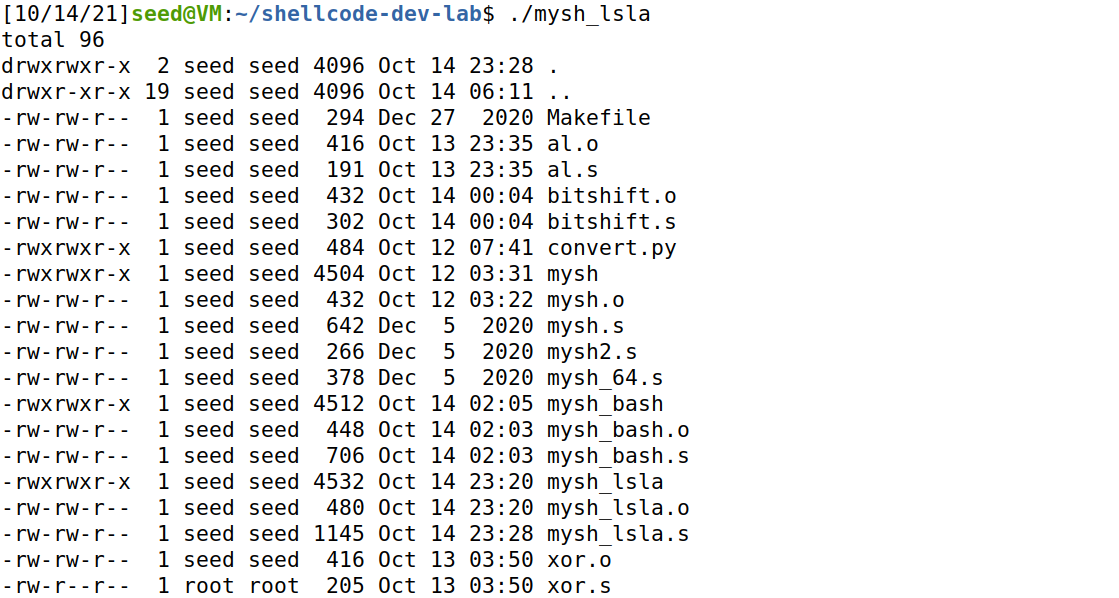 [10/14/21]seed@VM:~/shellcode-dev-lab$ ./mysh_lsla
total 96
drwxrwxr-x  2 seed seed 4096 Oct 14 23:28 .
drwxr-xr-x 19 seed seed 4096 Oct 14 06:11 ..
-rw-rw-r--  1 seed seed  294 Dec 27  2020 Makefile
-rw-rw-r--  1 seed seed  416 Oct 13 23:35 al.o
-rw-rw-r--  1 seed seed  191 Oct 13 23:35 al.s
-rw-rw-r--  1 seed seed  432 Oct 14 00:04 bitshift.o
-rw-rw-r--  1 seed seed  302 Oct 14 00:04 bitshift.s
-rwxrwxr-x  1 seed seed  484 Oct 12 07:41 convert.py
-rwxrwxr-x  1 seed seed 4504 Oct 12 03:31 mysh
-rw-rw-r--  1 seed seed  432 Oct 12 03:22 mysh.o
-rw-rw-r--  1 seed seed  642 Dec  5  2020 mysh.s
-rw-rw-r--  1 seed seed  266 Dec  5  2020 mysh2.s
-rw-rw-r--  1 seed seed  378 Dec  5  2020 mysh_64.s
-rwxrwxr-x  1 seed seed 4512 Oct 14 02:05 mysh_bash
-rw-rw-r--  1 seed seed  448 Oct 14 02:03 mysh_bash.o
-rw-rw-r--  1 seed seed  706 Oct 14 02:03 mysh_bash.s
-rwxrwxr-x  1 seed seed 4532 Oct 14 23:20 mysh_lsla
-rw-rw-r--  1 seed seed  480 Oct 14 23:20 mysh_lsla.o
-rw-rw-r--  1 seed seed 1145 Oct 14 23:28 mysh_lsla.s
-rw-rw-r--  1 seed seed  416 Oct 13 03:50 xor.o
-rw-r--r--  1 root root  205 Oct 13 03:50 xor.s